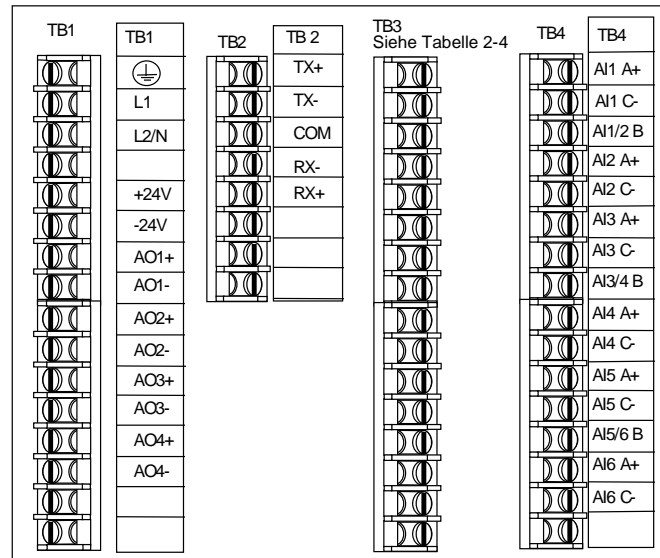 TB1
TB1
L1
L2/N
+24V
-24V
AO1+
AO1-
AO2+
AO2-
AO3+
AO3-
AO4+
AO4-
TB2
TB 2
TX+
TX-
COM
RX-
RX+
TB3
Siehe Tabelle 2-4
TB4
TB4
AI1 A+
AI1 C-
AI1/2 B
AI2 A+
AI2 C-
AI3 A+
AI3 C-
AI3/4 B
AI4 A+
AI4 C-
AI5 A+
AI5 C-
AI5/6 B
AI6 A+
AI6 C-